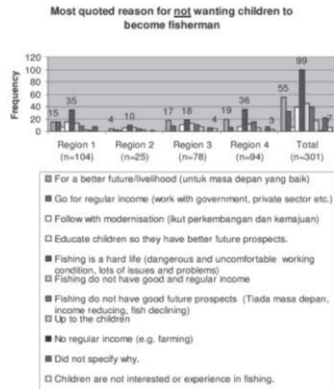 Most quoted reason for not wanting children to
become fisherman
Frequency
120
100
80
60
40
20
0
15
35
4
10
17
18
4
19
36
3
55
99
7
Region 1
(n=104)
Region 2
(n=25)
Region 3
(n=78)
Region 4
(n=94)
Total
(n=301)
For a better future/livelihood (untuk masa depan yang baik)
Go for regular income (work with government, private sector etc.)
Follow with modernisation (ikut perkembangan dan kemajuan)
Educate children so they have better future prospects.
Fishing is a hard life (dangerous and uncomfortable working
condition, lots of issues and problems)
Fishing do not have good and regular income
Fishing do not have good future prospects (Tiada masa depan,
income reducing, fish declining)
Up to the children
No regular income (e.g. farming)
Did not specify why.
Children are not interested or experience in fishing.